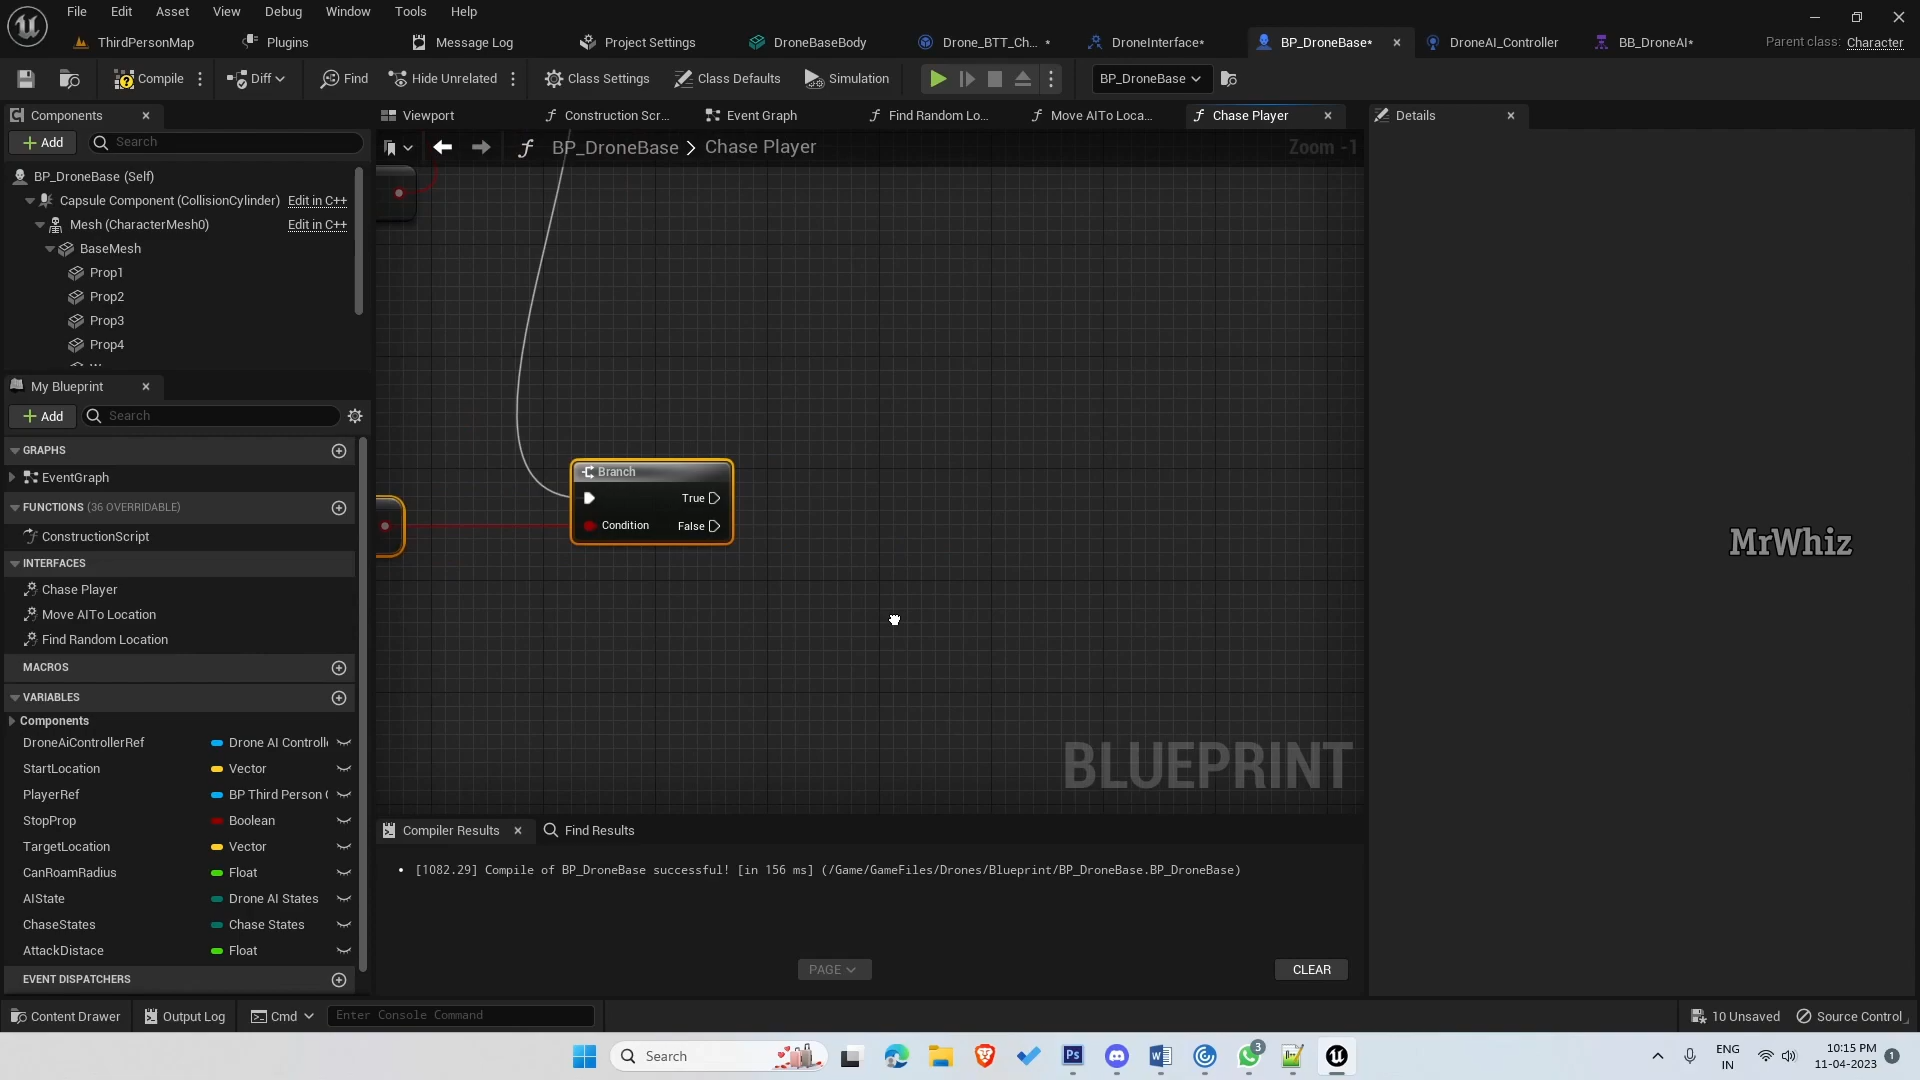 File Edit Asset View Debug Window Tools Help
ThirdPersonMap Plugins Message Log Project Settings DroneBaseBody Drone_BTT_Ch... * DroneInterface* BP_DroneBase* DroneAI_Controller BB_DroneAI* Parent class: Character
Compile Diff Find Hide Unrelated Class Settings Class Defaults Simulation BP_DroneBase
Components Viewport Construction Scr... Event Graph Find Random Lo... Move AITo Loca... Chase Player Details
Add Search
BP_DroneBase > Chase Player Zoom -1
BP_DroneBase (Self)
Capsule Component (CollisionCylinder) Edit in C++
Mesh (CharacterMesh0) Edit in C++
BaseMesh
Prop1
Prop2
Prop3
Prop4
My Blueprint
Add Search
GRAPHS
EventGraph
FUNCTIONS (36 OVERRIDABLE)
ConstructionScript
INTERFACES
Chase Player
Move AITo Location
Find Random Location
MACROS
VARIABLES
Components
DroneAiControllerRef Drone AI Controlle
StartLocation Vector
PlayerRef BP Third Person C
StopProp Boolean
TargetLocation Vector
CanRoamRadius Float
AIState Drone AI States
ChaseStates Chase States
AttackDistace Float
EVENT DISPATCHERS
Branch
True
Condition False
MrWhiz
BLUEPRINT
Compiler Results Find Results
• [1082.29] Compile of BP_DroneBase successful! [in 156 ms] (/Game/GameFiles/Drones/Blueprint/BP_DroneBase.BP_DroneBase)
PAGE CLEAR
Content Drawer Output Log Cmd Enter Console Command 10 Unsaved Source Control
Search 3 ENG 10:15 PM
IN 11-04-2023 1